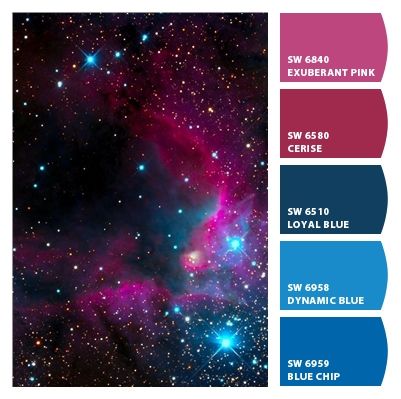 SW 6840
EXUBERANT PINK
SW 6580
CERISE
SW 6510
LOYAL BLUE
SW 6958
DYNAMIC BLUE
SW 6959
BLUE CHIP